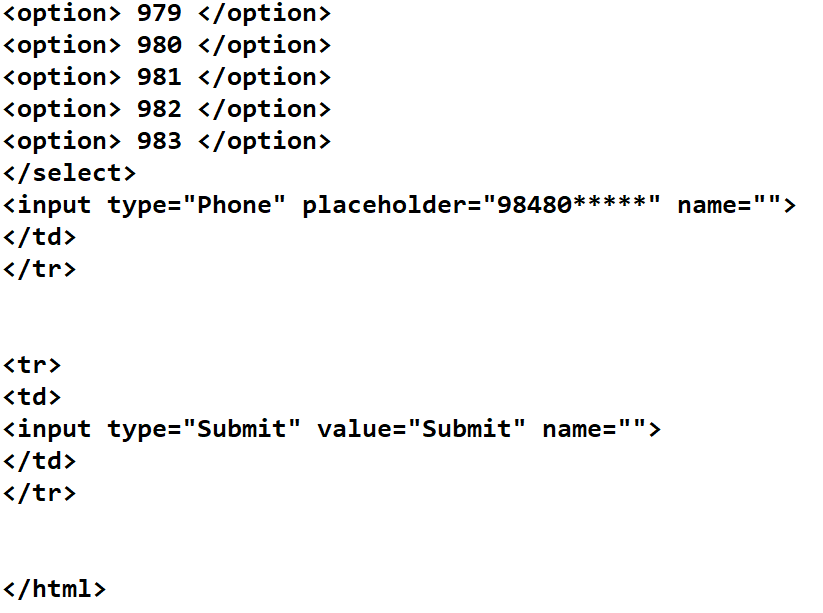 <option> 979 </option>
<option> 980 </option>
<option> 981 </option>
<option> 982 </option>
<option> 983 </option>
</select>
<input type="Phone" placeholder="98480*****" name="">
</td>
</tr>
<tr>
<td>
<input type="Submit" value="Submit" name="">
</td>
</tr>
</html>